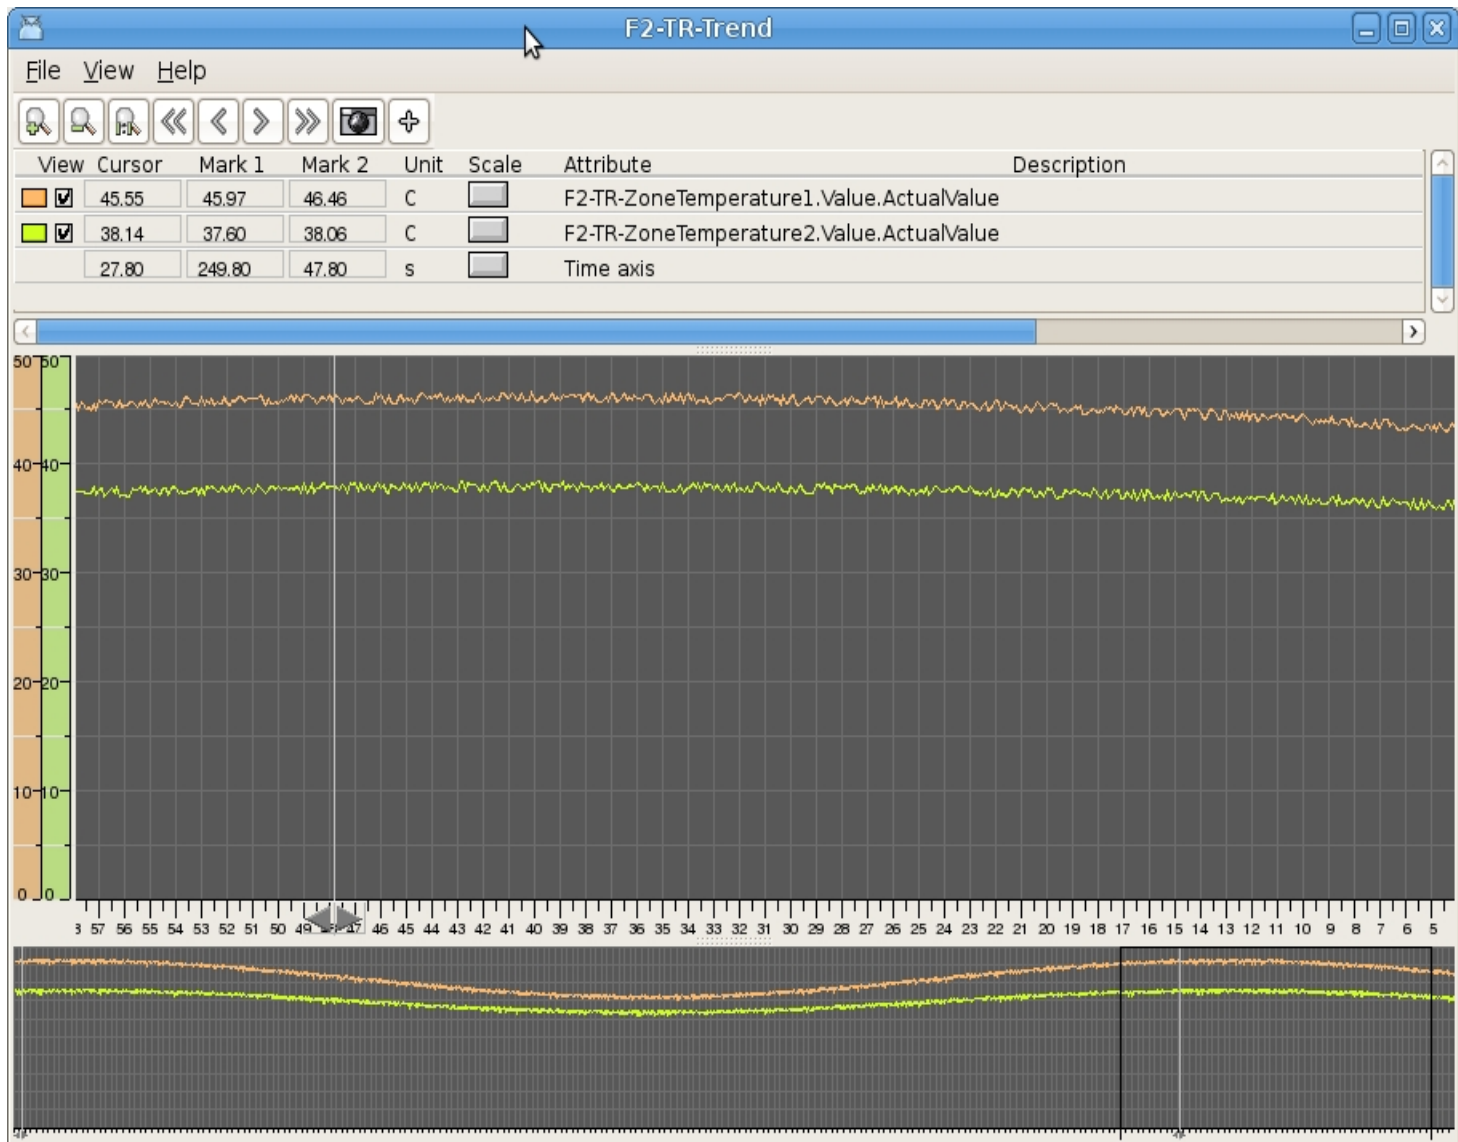 F2-TR-Trend
File View Help
View Cursor Mark 1 Mark 2 Unit Scale Attribute Description
45.55 45.97 46.46 C F2-TR-ZoneTemperature1.Value.ActualValue
38.14 37.60 38.06 C F2-TR-ZoneTemperature2.Value.ActualValue
27.80 249.80 47.80 s Time axis
50 50
40 40
30 30
20 20
10 10
0 0
57 56 55 54 53 52 51 50 49 47 46 45 44 43 42 41 40 39 38 37 36 35 34 33 32 31 30 29 28 27 26 25 24 23 22 21 20 19 18 17 16 15 14 13 12 11 10 9 8 7 6 5